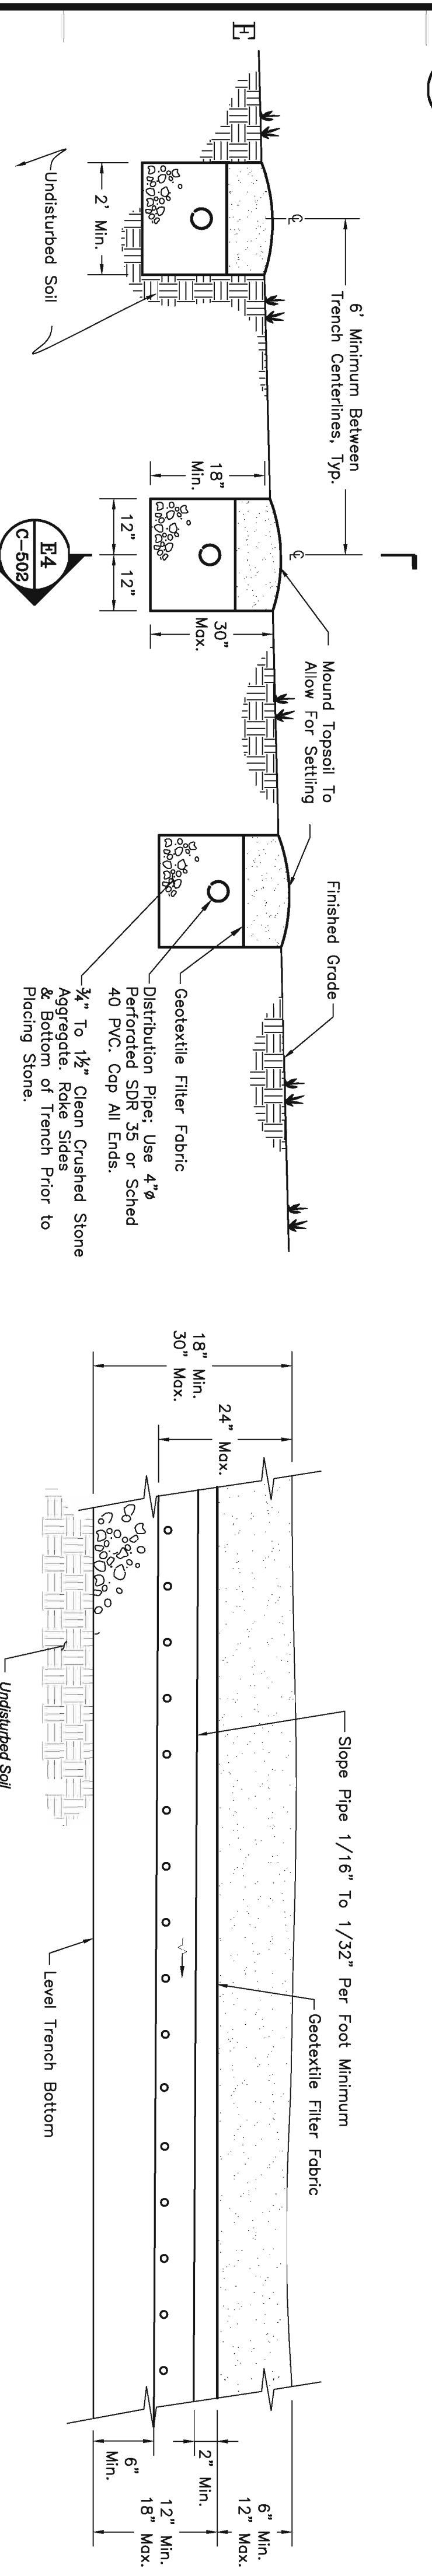 E
6' Minimum Between
Trench Centerlines, Typ.
CL
CL
Mound Topsoil To
Allow For Settling
Finished Grade
2' Min.
18"
Min.
12"
12"
30"
Max.
Undisturbed Soil
E4
C-502
Geotextile Filter Fabric
Distribution Pipe; Use 4"ø
Perforated SDR 35 or Sched
40 PVC. Cap All Ends.
¾" To 1½" Clean Crushed Stone
Aggregate. Rake Sides
& Bottom of Trench Prior to
Placing Stone.
18" Min.
30" Max.
24" Max.
Slope Pipe 1/16" To 1/32" Per Foot Minimum
Geotextile Filter Fabric
Undisturbed Soil
Level Trench Bottom
6" Min.
12" Max.
2" Min.
12" Min.
18" Max.
6"
Min.